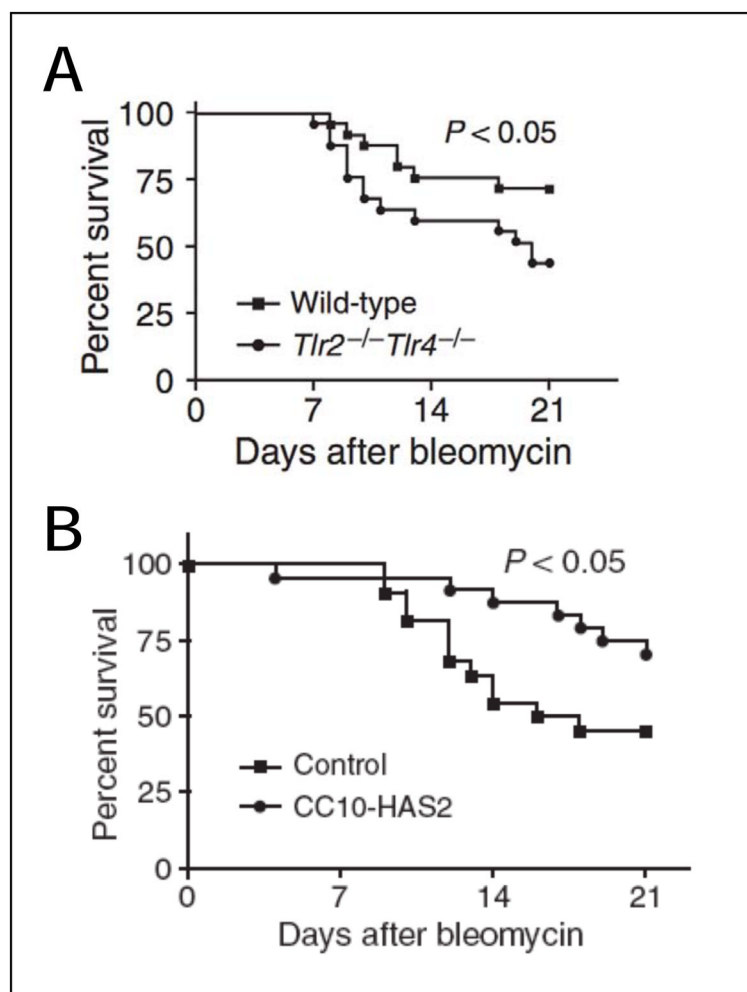 A
100
75
50
25
0
Percent survival
P < 0.05
Wild-type
Tlr2–/–Tlr4–/–
0 7 14 21
Days after bleomycin
B
100
75
50
25
0
Percent survival
P < 0.05
Control
CC10-HAS2
0 7 14 21
Days after bleomycin